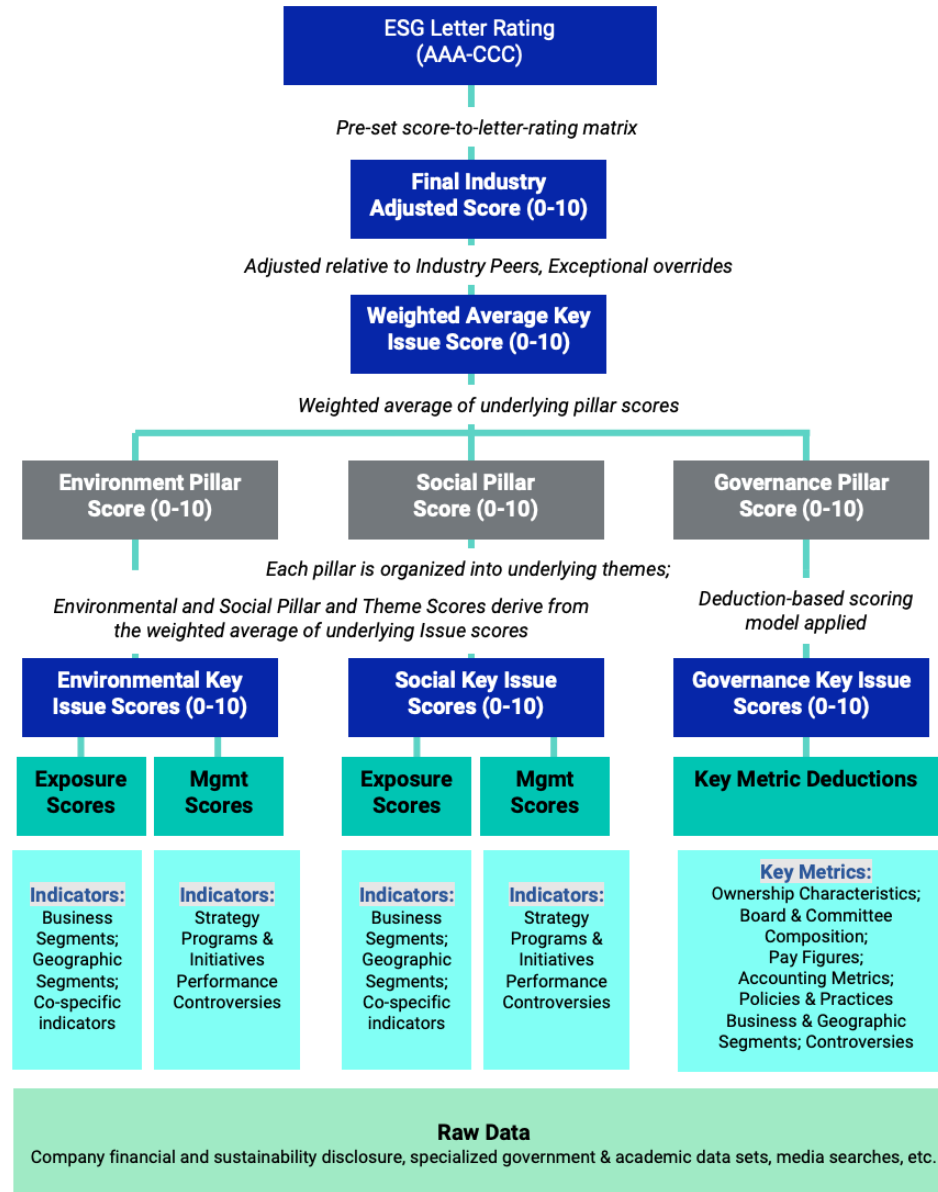 ESG Letter Rating
(AAA-CCC)
Pre-set score-to-letter-rating matrix
Final Industry
Adjusted Score (0-10)
Adjusted relative to Industry Peers, Exceptional overrides
Weighted Average Key
Issue Score (0-10)
Weighted average of underlying pillar scores
Environment Pillar
Score (0-10)
Social Pillar
Score (0-10)
Governance Pillar
Score (0-10)
Each pillar is organized into underlying themes;
Environmental and Social Pillar and Theme Scores derive from
the weighted average of underlying Issue scores
Deduction-based scoring
model applied
Environmental Key
Issue Scores (0-10)
Social Key Issue
Scores (0-10)
Governance Key Issue
Scores (0-10)
Exposure
Scores
Mgmt
Scores
Exposure
Scores
Mgmt
Scores
Key Metric Deductions
Indicators:
Business
Segments;
Geographic
Segments;
Co-specific
indicators
Indicators:
Strategy
Programs &
Initiatives
Performance
Controversies
Indicators:
Business
Segments;
Geographic
Segments;
Co-specific
indicators
Indicators:
Strategy
Programs &
Initiatives
Performance
Controversies
Key Metrics:
Ownership Characteristics;
Board & Committee
Composition;
Pay Figures;
Accounting Metrics;
Policies & Practices
Business & Geographic
Segments; Controversies
Raw Data
Company financial and sustainability disclosure, specialized government & academic data sets, media searches, etc.